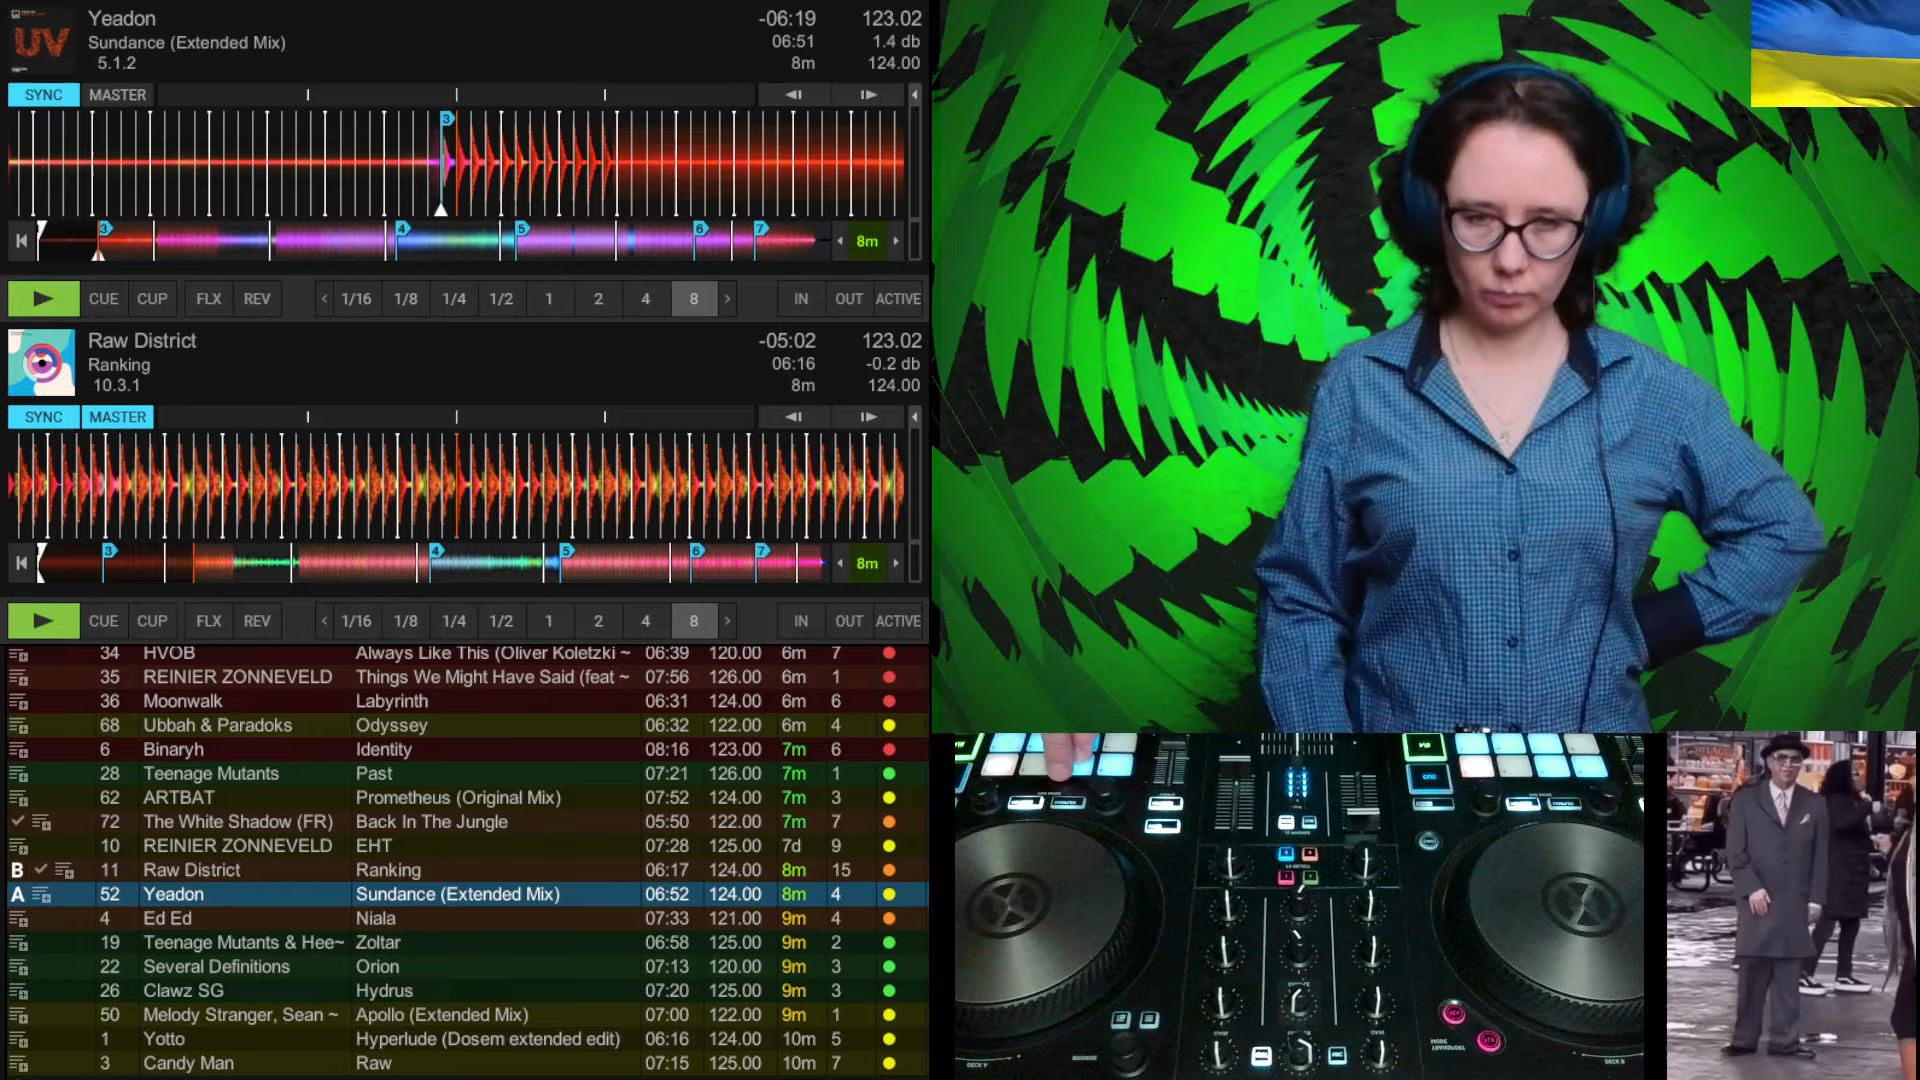 Yeadon -06:19 123.02
Sundance (Extended Mix) 06:51 1.4 db
5.1.2 8m 124.00
UV
SYNC MASTER
3
3 4 5 6 7 8m
CUE CUP FLX REV 1/16 1/8 1/4 1/2 1 2 4 8 IN OUT ACTIVE
Raw District -05:02 123.02
Ranking 06:16 -0.2 db
10.3.1 8m 124.00
SYNC MASTER
3 4 5 6 7 8m
CUE CUP FLX REV 1/16 1/8 1/4 1/2 1 2 4 8 IN OUT ACTIVE
34 HVOB Always Like This (Oliver Koletzki ~ 06:39 120.00 6m 7
35 REINIER ZONNEVELD Things We Might Have Said (feat ~ 07:56 126.00 6m 1
36 Moonwalk Labyrinth 06:31 124.00 6m 6
68 Ubbah & Paradoks Odyssey 06:32 122.00 6m 4
6 Binaryh Identity 08:16 123.00 7m 6
28 Teenage Mutants Past 07:21 126.00 7m 1
62 ARTBAT Prometheus (Original Mix) 07:52 124.00 7m 3
72 The White Shadow (FR) Back In The Jungle 05:50 122.00 7m 7
10 REINIER ZONNEVELD EHT 07:28 125.00 7d 9
B 11 Raw District Ranking 06:17 124.00 8m 15
A 52 Yeadon Sundance (Extended Mix) 06:52 124.00 8m 4
4 Ed Ed Niala 07:33 121.00 9m 4
19 Teenage Mutants & Hee~ Zoltar 06:58 125.00 9m 2
22 Several Definitions Orion 07:13 120.00 9m 3
26 Clawz SG Hydrus 07:20 125.00 9m 3
50 Melody Stranger, Sean ~ Apollo (Extended Mix) 07:00 122.00 9m 1
1 Yotto Hyperlude (Dosem extended edit) 06:16 124.00 10m 5
3 Candy Man Raw 07:15 125.00 10m 7